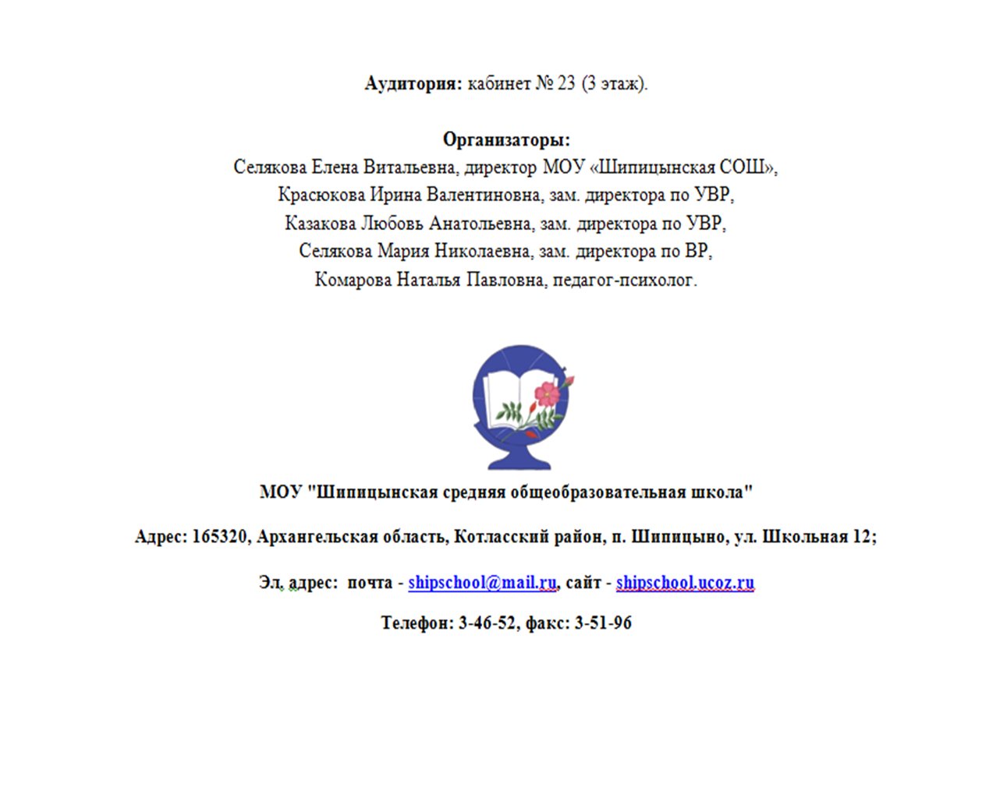 Аудитория: кабинет № 23 (3 этаж).
Организаторы:
Селякова Елена Витальевна, директор МОУ «Шипицынская СОШ»,
Красюкова Ирина Валентиновна, зам. директора по УВР,
Казакова Любовь Анатольевна, зам. директора по УВР,
Селякова Мария Николаевна, зам. директора по ВР,
Комарова Наталья Павловна, педагог-психолог.
МОУ "Шипицынская средняя общеобразовательная школа"
Адрес: 165320, Архангельская область, Котласский район, п. Шипицыно, ул. Школьная 12;
Эл. адрес:  почта - shipschool@mail.ru, сайт - shipschool.ucoz.ru
Телефон: 3-46-52, факс: 3-51-96